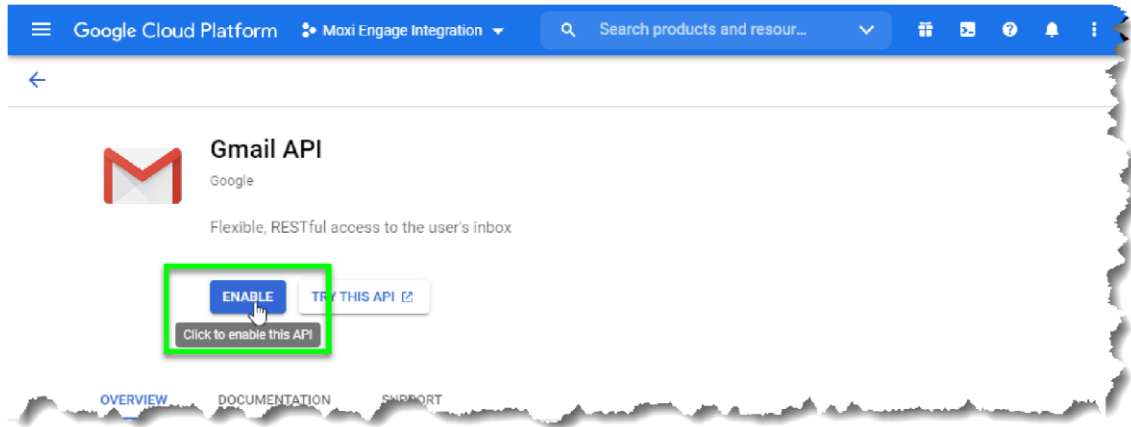 Google Cloud Platform Moxi Engage Integration Search products and resour...
Gmail API
Google
Flexible, RESTful access to the user's inbox
ENABLE TRY THIS API
Click to enable this API
OVERVIEW DOCUMENTATION SUPPORT